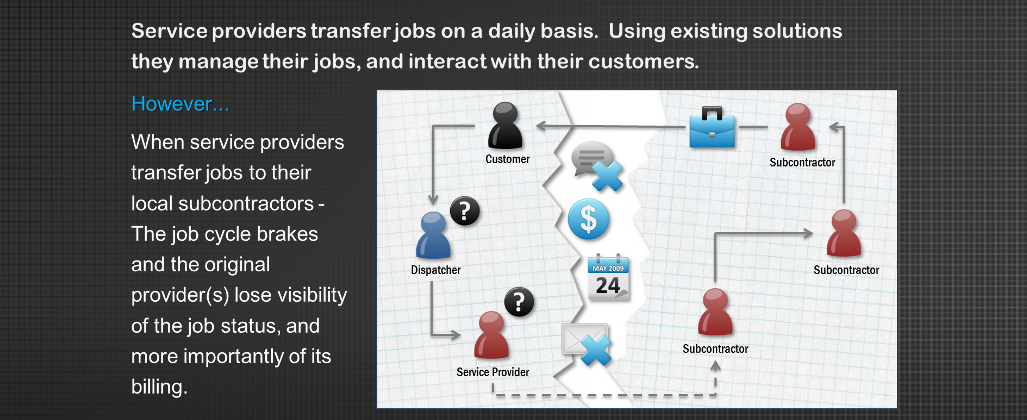 Service providers transfer jobs on a daily basis. Using existing solutions
they manage their jobs, and interact with their customers.
However...
When service providers
transfer jobs to their
local subcontractors -
The job cycle brakes
and the original
provider(s) lose visibility
of the job status, and
more importantly of its
billing.
Customer
Subcontractor
?
$
Dispatcher
Subcontractor
MAY 2009
24
?
Subcontractor
Service Provider